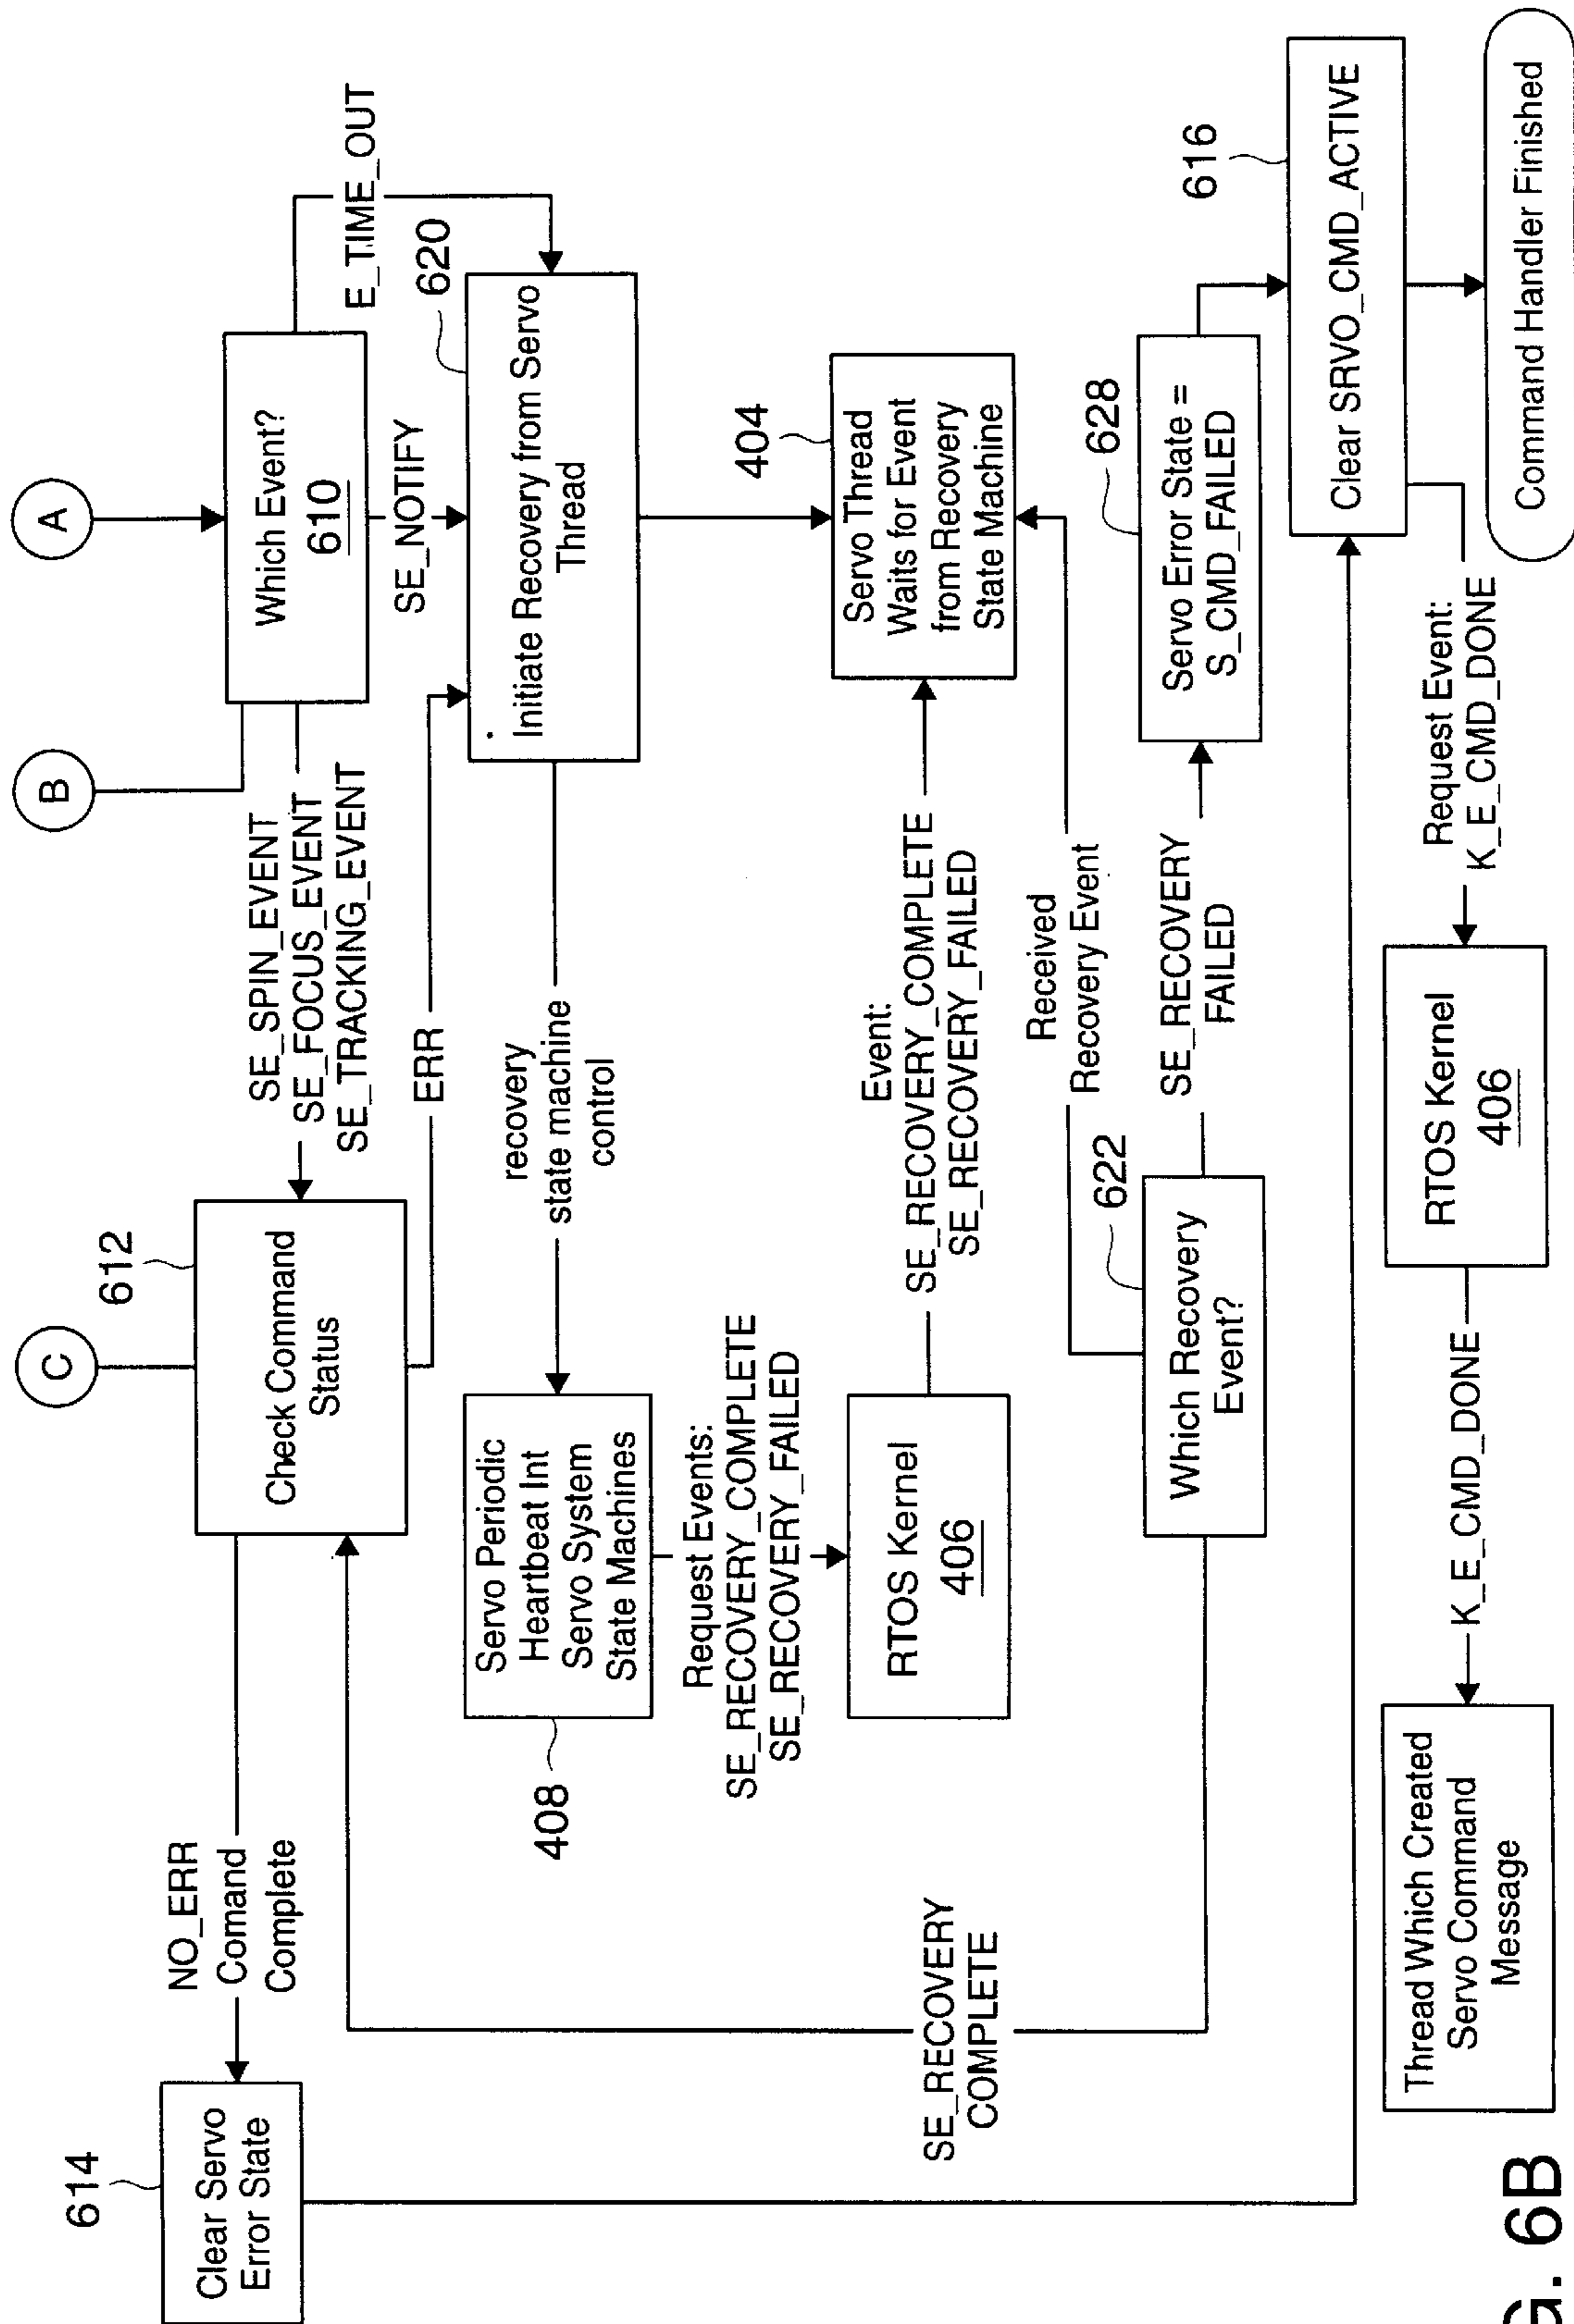 A
B
C
Which Event?
610
E_TIME_OUT
SE_NOTIFY
SE_SPIN_EVENT
SE_FOCUS_EVENT
SE_TRACKING_EVENT
612
Check Command
Status
NO_ERR
Comand
Complete
614
Clear Servo
Error State
ERR
620
Initiate Recovery from Servo
Thread
recovery
state machine
control
Servo Periodic
Heartbeat Int
Servo System
State Machines
408
Request Events:
SE_RECOVERY_COMPLETE
SE_RECOVERY_FAILED
RTOS Kernel
406
Event:
SE_RECOVERY_COMPLETE
SE_RECOVERY_FAILED
404
Servo Thread
Waits for Event
from Recovery
State Machine
Received
Recovery Event
622
Which Recovery
Event?
SE_RECOVERY
COMPLETE
SE_RECOVERY
FAILED
628
Servo Error State =
S_CMD_FAILED
616
Clear SRVO_CMD_ACTIVE
Command Handler Finished
Request Event:
K_E_CMD_DONE
RTOS Kernel
406
K_E_CMD_DONE
Thread Which Created
Servo Command
Message
G. 6B